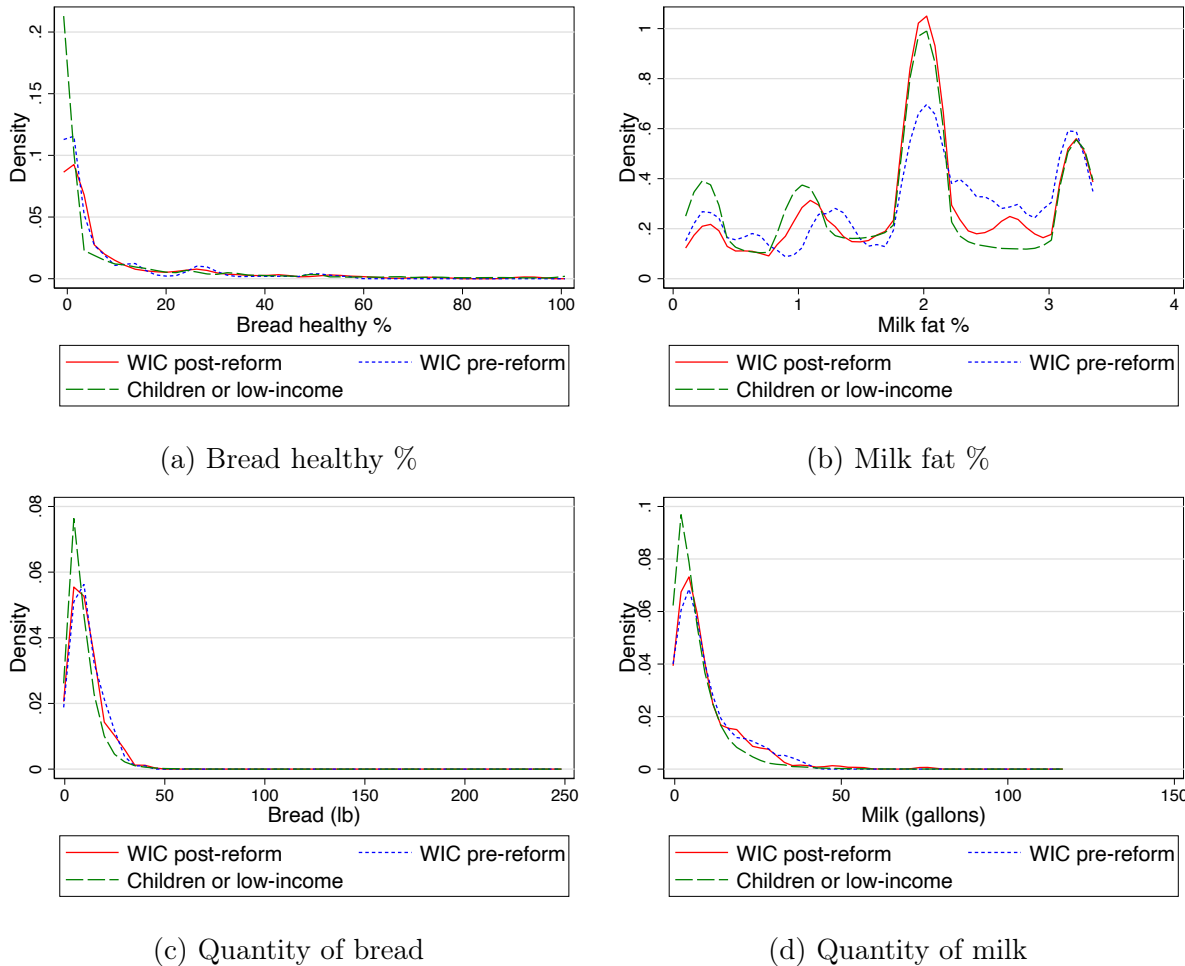 Density
0 .05 .1 .15 .2
0 20 40 60 80 100
Bread healthy %
WIC post-reform WIC pre-reform
Children or low-income
(a) Bread healthy %
Density
0 .2 .4 .6 .8 1
0 1 2 3 4
Milk fat %
WIC post-reform WIC pre-reform
Children or low-income
(b) Milk fat %
Density
0 .02 .04 .06 .08
0 50 100 150 200 250
Bread (lb)
WIC post-reform WIC pre-reform
Children or low-income
(c) Quantity of bread
Density
0 .02 .04 .06 .08 .1
0 50 100 150
Milk (gallons)
WIC post-reform WIC pre-reform
Children or low-income
(d) Quantity of milk